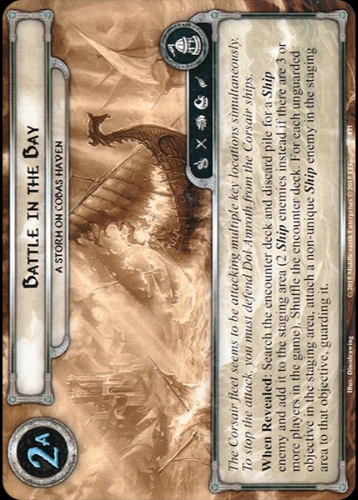 2A
BATTLE IN THE BAY
A STORM ON COBAS HAVEN
The Corsair fleet seems to be attacking multiple key locations simultaneously.
To stop the attack, you must defend Dol Amroth from the Corsair ships.
When Revealed: Search the encounter deck and discard pile for a Ship
enemy and add it to the staging area (2 Ship enemies instead if there are 3 or
more players in the game). Shuffle the encounter deck. For each unguarded
objective in the staging area, attach a non-unique Ship enemy in the staging
area to that objective, guarding it.
Illus. Dinodrawing © 2015 Middle-earth Enterprises © 2015 FFG